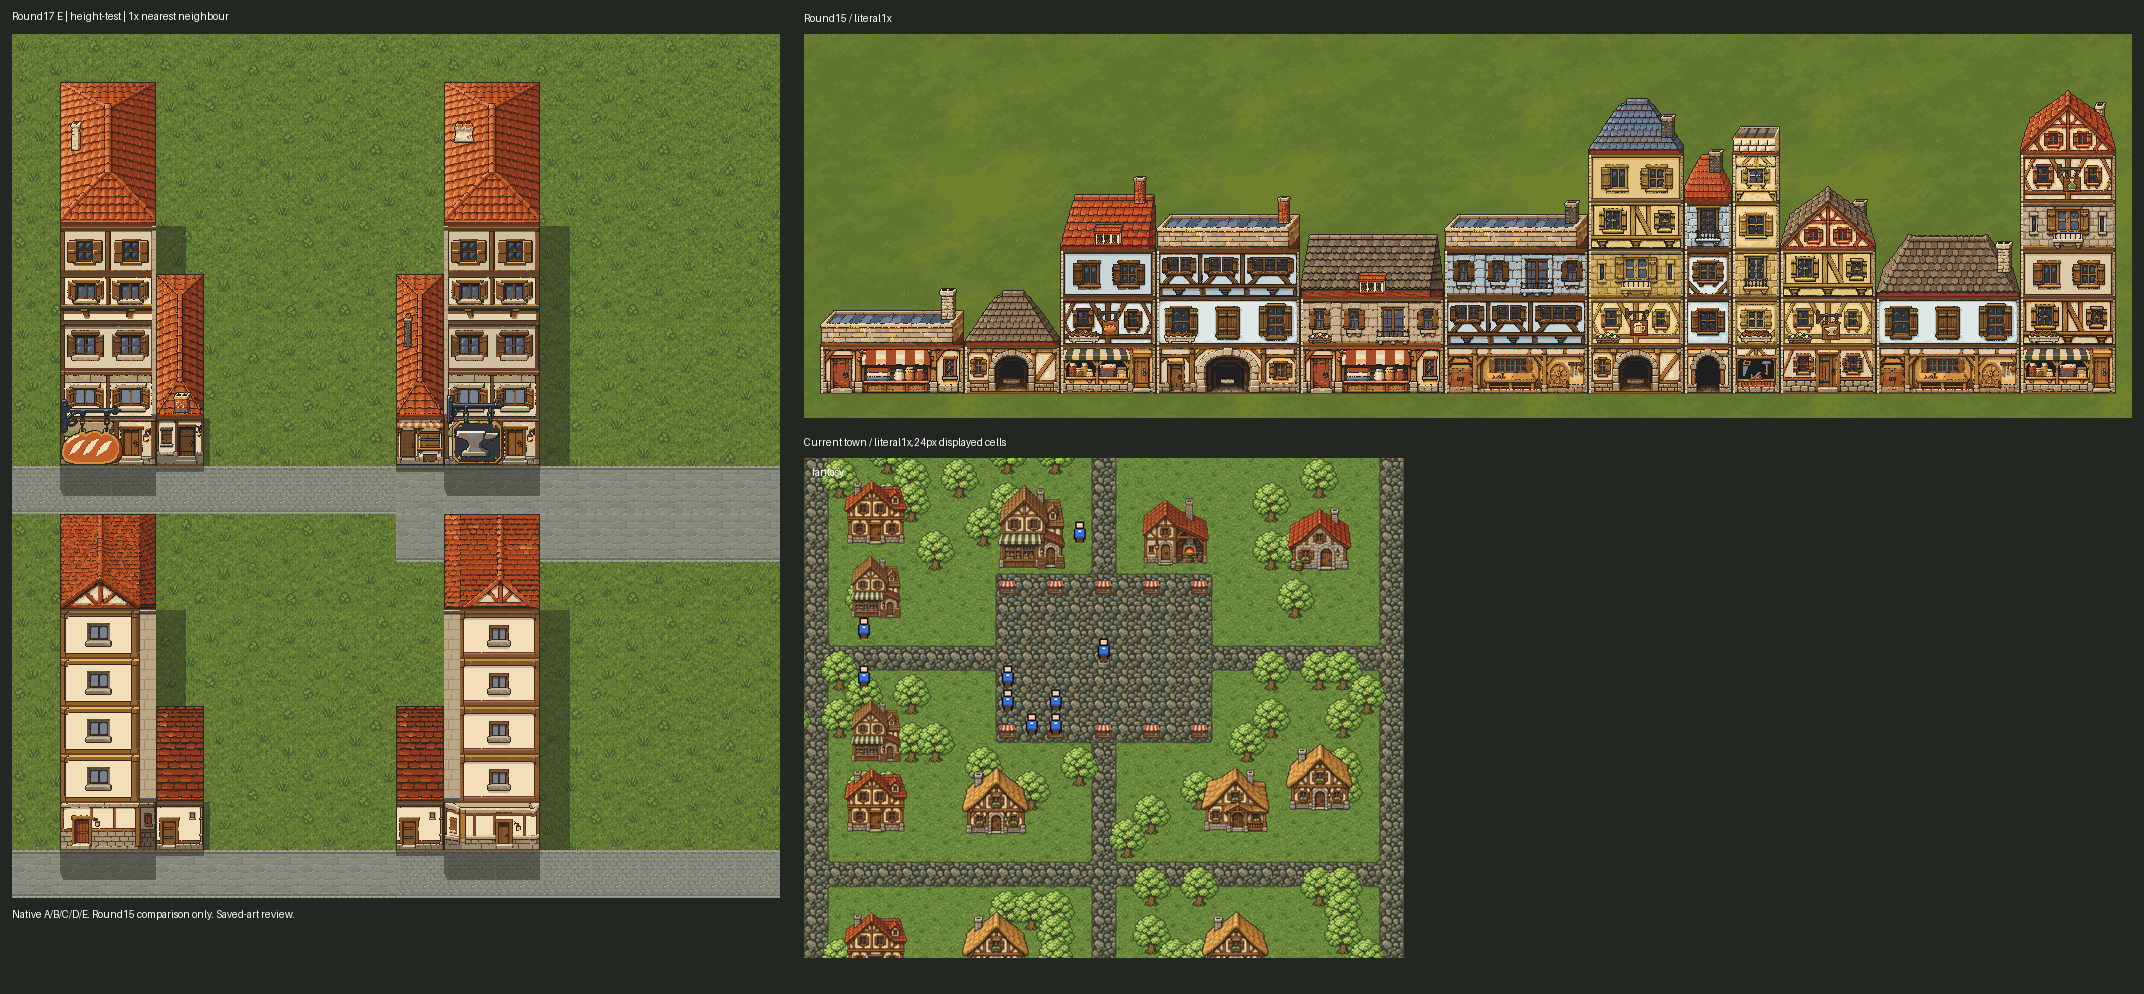 Round17 E | height-test | 1x nearest neighbour
Round15 / literal1x
Current town / literal1x,24px displayed cells
fantasy
Native A/B/C/D/E. Round15 comparison only. Saved-art review.